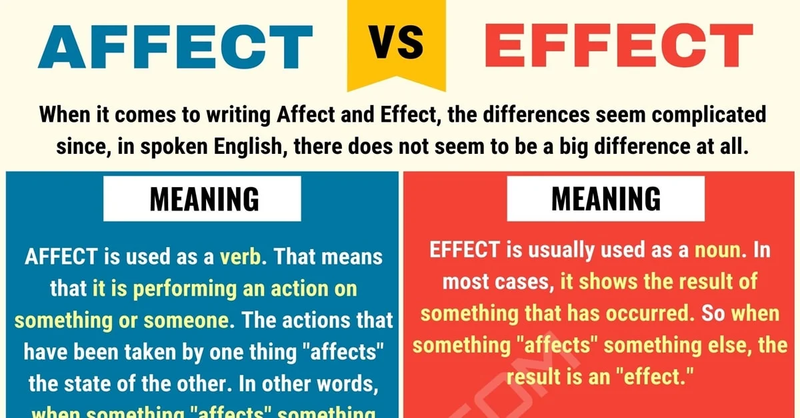 AFFECT VS EFFECT
When it comes to writing Affect and Effect, the differences seem complicated
since, in spoken English, there does not seem to be a big difference at all.
MEANING
AFFECT is used as a verb. That means
that it is performing an action on
something or someone. The actions that
have been taken by one thing "affects"
the state of the other. In other words,
when something "affects" something
MEANING
EFFECT is usually used as a noun. In
most cases, it shows the result of
something that has occurred. So when
something "affects" something else, the
result is an "effect."